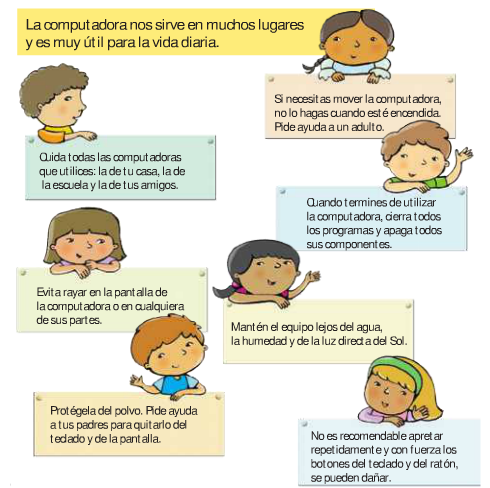 La computadora nos sirve en muchos lugares
y es muy útil para la vida diaria.
Si necesitas mover la computadora,
no lo hagas cuando esté encendida.
Pide ayuda a un adulto.
Cuida todas las computadoras
que utilices: la de tu casa, la de
la escuela y la de tus amigos.
Cuando termines de utilizar
la computadora, cierra todos
los programas y apaga todos
sus componentes.
Evita rayar en la pantalla de
la computadora o en cualquiera
de sus partes.
Mantén el equipo lejos del agua,
la humedad y de la luz directa del Sol.
Protégela del polvo. Pide ayuda
a tus padres para quitarlo del
teclado y de la pantalla.
No es recomendable apretar
repetidamente y con fuerza los
botones del teclado y del ratón,
se pueden dañar.